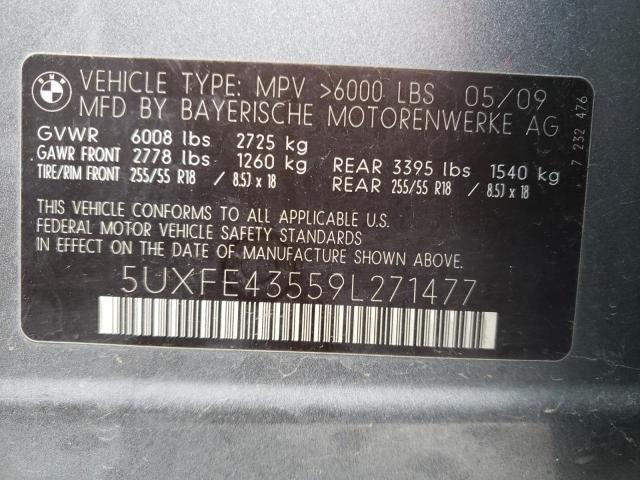 BMW
VEHICLE TYPE: MPV >6000 LBS 05/09
MFD BY BAYERISCHE MOTORENWERKE AG
GVWR 6008 lbs 2725 kg
GAWR FRONT 2778 lbs 1260 kg REAR 3395 lbs 1540 kg
TIRE/RIM FRONT 255/55 R18 / 8.5J x 18 REAR 255/55 R18 / 8.5J x 18
THIS VEHICLE CONFORMS TO ALL APPLICABLE U.S.
FEDERAL MOTOR VEHICLE SAFETY STANDARDS
IN EFFECT ON THE DATE OF MANUFACTURE SHOWN ABOVE.
5UXFE43559L271477
7 232 476